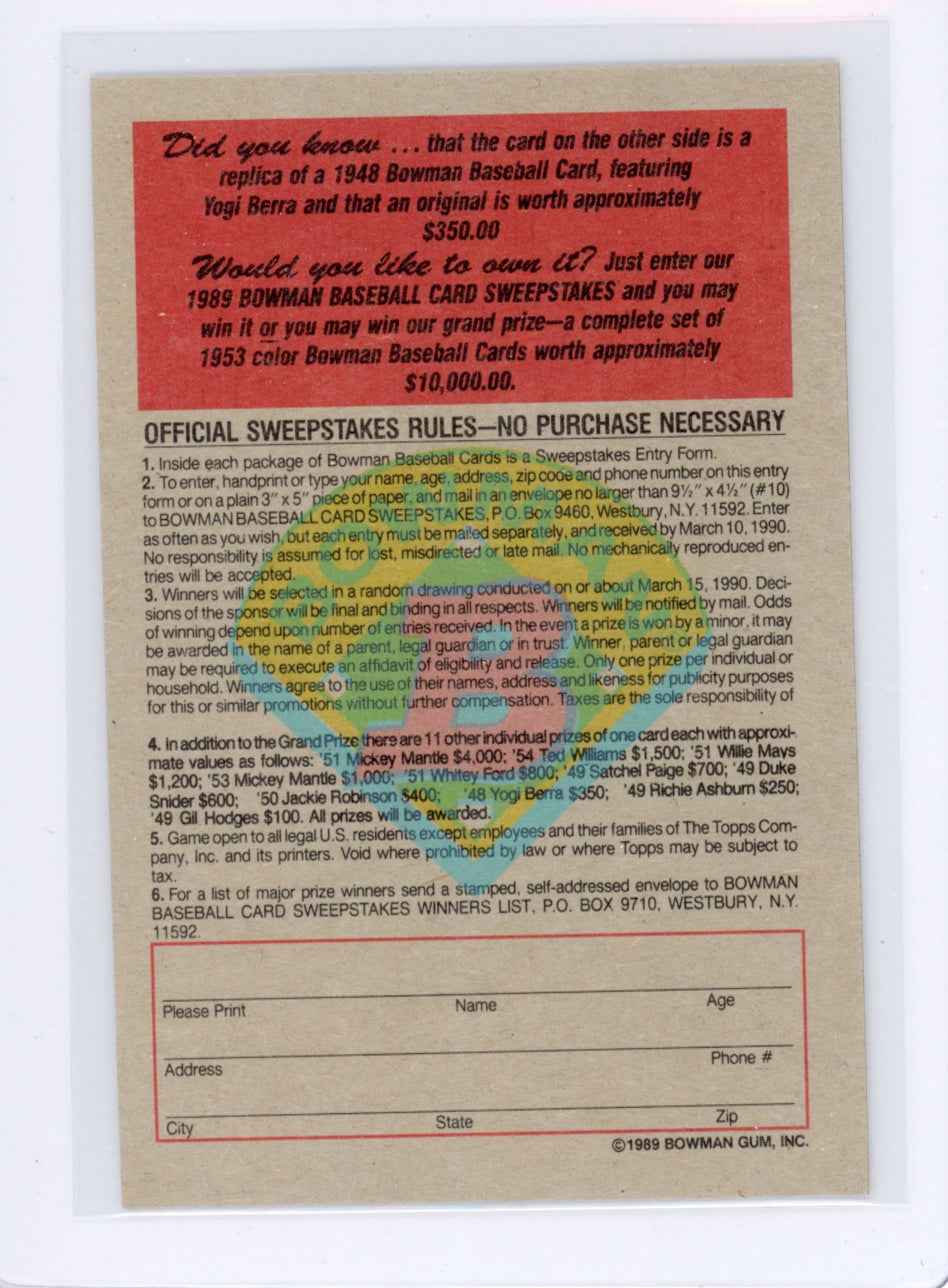 Did you know ... that the card on the other side is a
replica of a 1948 Bowman Baseball Card, featuring
Yogi Berra and that an original is worth approximately
$350.00
Would you like to own it? Just enter our
1989 BOWMAN BASEBALL CARD SWEEPSTAKES and you may
win it or you may win our grand prize—a complete set of
1953 color Bowman Baseball Cards worth approximately
$10,000.00.
OFFICIAL SWEEPSTAKES RULES—NO PURCHASE NECESSARY
1. Inside each package of Bowman Baseball Cards is a Sweepstakes Entry Form.
2. To enter, handprint or type your name, age, address, zip code and phone number on this entry
form or on a plain 3" x 5" piece of paper, and mail in an envelope no larger than 9½" x 4½" (#10)
to BOWMAN BASEBALL CARD SWEEPSTAKES, P.O. Box 9460, Westbury, N.Y. 11592. Enter
as often as you wish, but each entry must be mailed separately, and received by March 10, 1990.
No responsibility is assumed for lost, misdirected or late mail. No mechanically reproduced en-
tries will be accepted.
3. Winners will be selected in a random drawing conducted on or about March 15, 1990. Deci-
sions of the sponsor will be final and binding in all respects. Winners will be notified by mail. Odds
of winning depend upon number of entries received. In the event a prize is won by a minor, it may
be awarded in the name of a parent, legal guardian or in trust. Winner, parent or legal guardian
may be required to execute an affidavit of eligibility and release. Only one prize per individual or
household. Winners agree to the use of their names, address and likeness for publicity purposes
for this or similar promotions without further compensation. Taxes are the sole responsibility of
4. In addition to the Grand Prize there are 11 other individual prizes of one card each with approxi-
mate values as follows: '51 Mickey Mantle $4,000; '54 Ted Williams $1,500; '51 Willie Mays
$1,200; '53 Mickey Mantle $1,000; '51 Whitey Ford $800; '49 Satchel Paige $700; '49 Duke
Snider $600; '50 Jackie Robinson $400; '48 Yogi Berra $350; '49 Richie Ashburn $250;
'49 Gil Hodges $100. All prizes will be awarded.
5. Game open to all legal U.S. residents except employees and their families of The Topps Com-
pany, Inc. and its printers. Void where prohibited by law or where Topps may be subject to
tax.
6. For a list of major prize winners send a stamped, self-addressed envelope to BOWMAN
BASEBALL CARD SWEEPSTAKES WINNERS LIST, P.O. BOX 9710, WESTBURY, N.Y.
11592.
Please Print Name Age
Address Phone #
City State Zip
©1989 BOWMAN GUM, INC.